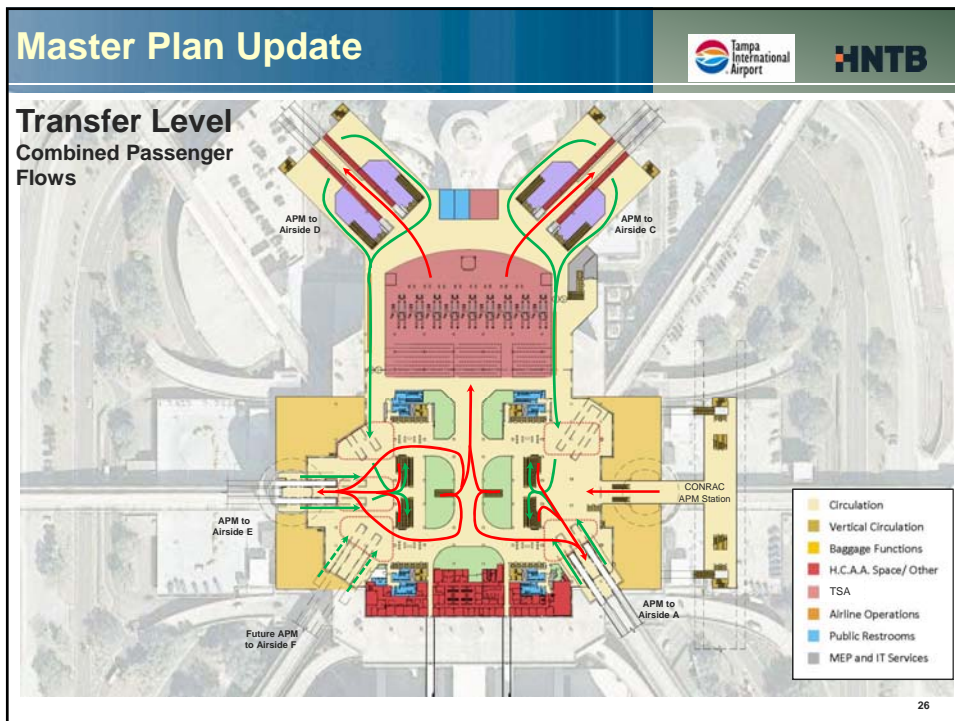 Master Plan Update
Tampa
International
Airport
HNTB
Transfer Level
Combined Passenger
Flows
APM to
Airside D
APM to
Airside C
CONRAC
APM Station
APM to
Airside E
APM to
Airside A
Future APM
to Airside F
Circulation
Vertical Circulation
Baggage Functions
H.C.A.A. Space/ Other
TSA
Airline Operations
Public Restrooms
MEP and IT Services
26